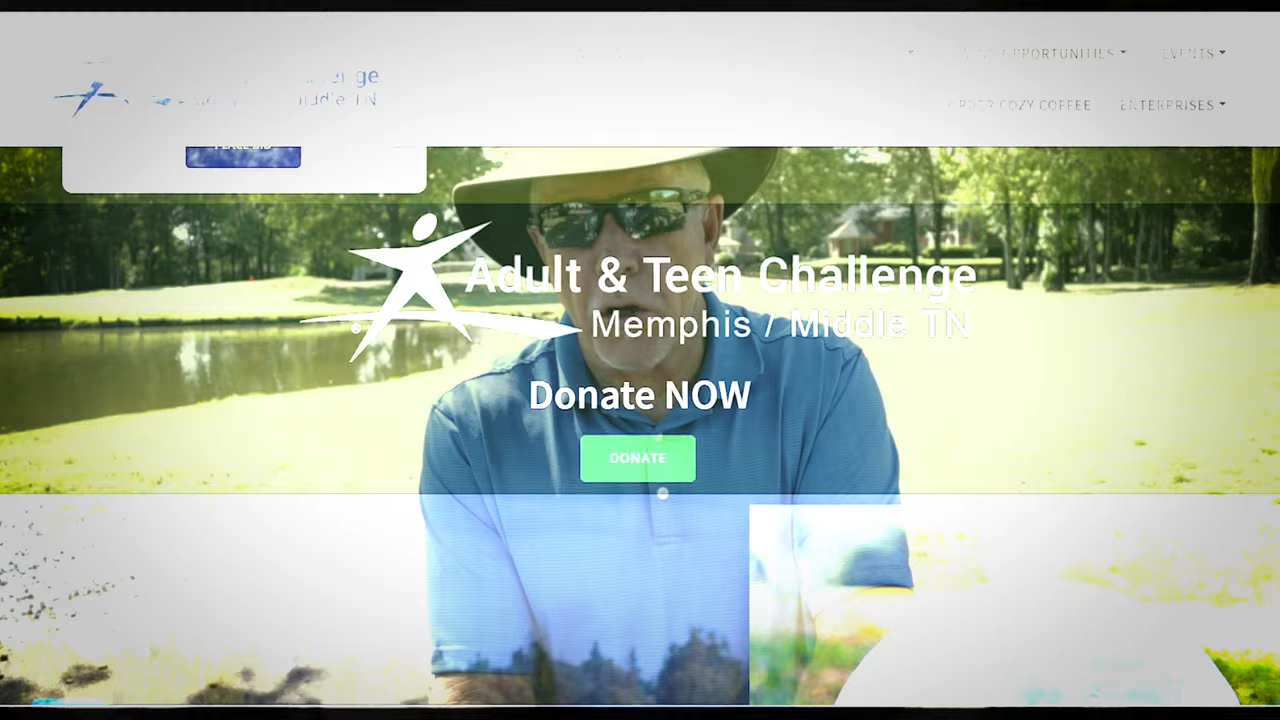 OPPORTUNITIES EVENTS
COZY COFFEE ENTERPRISES
Adult & Teen Challenge
Memphis / Middle TN
Donate NOW
DONATE